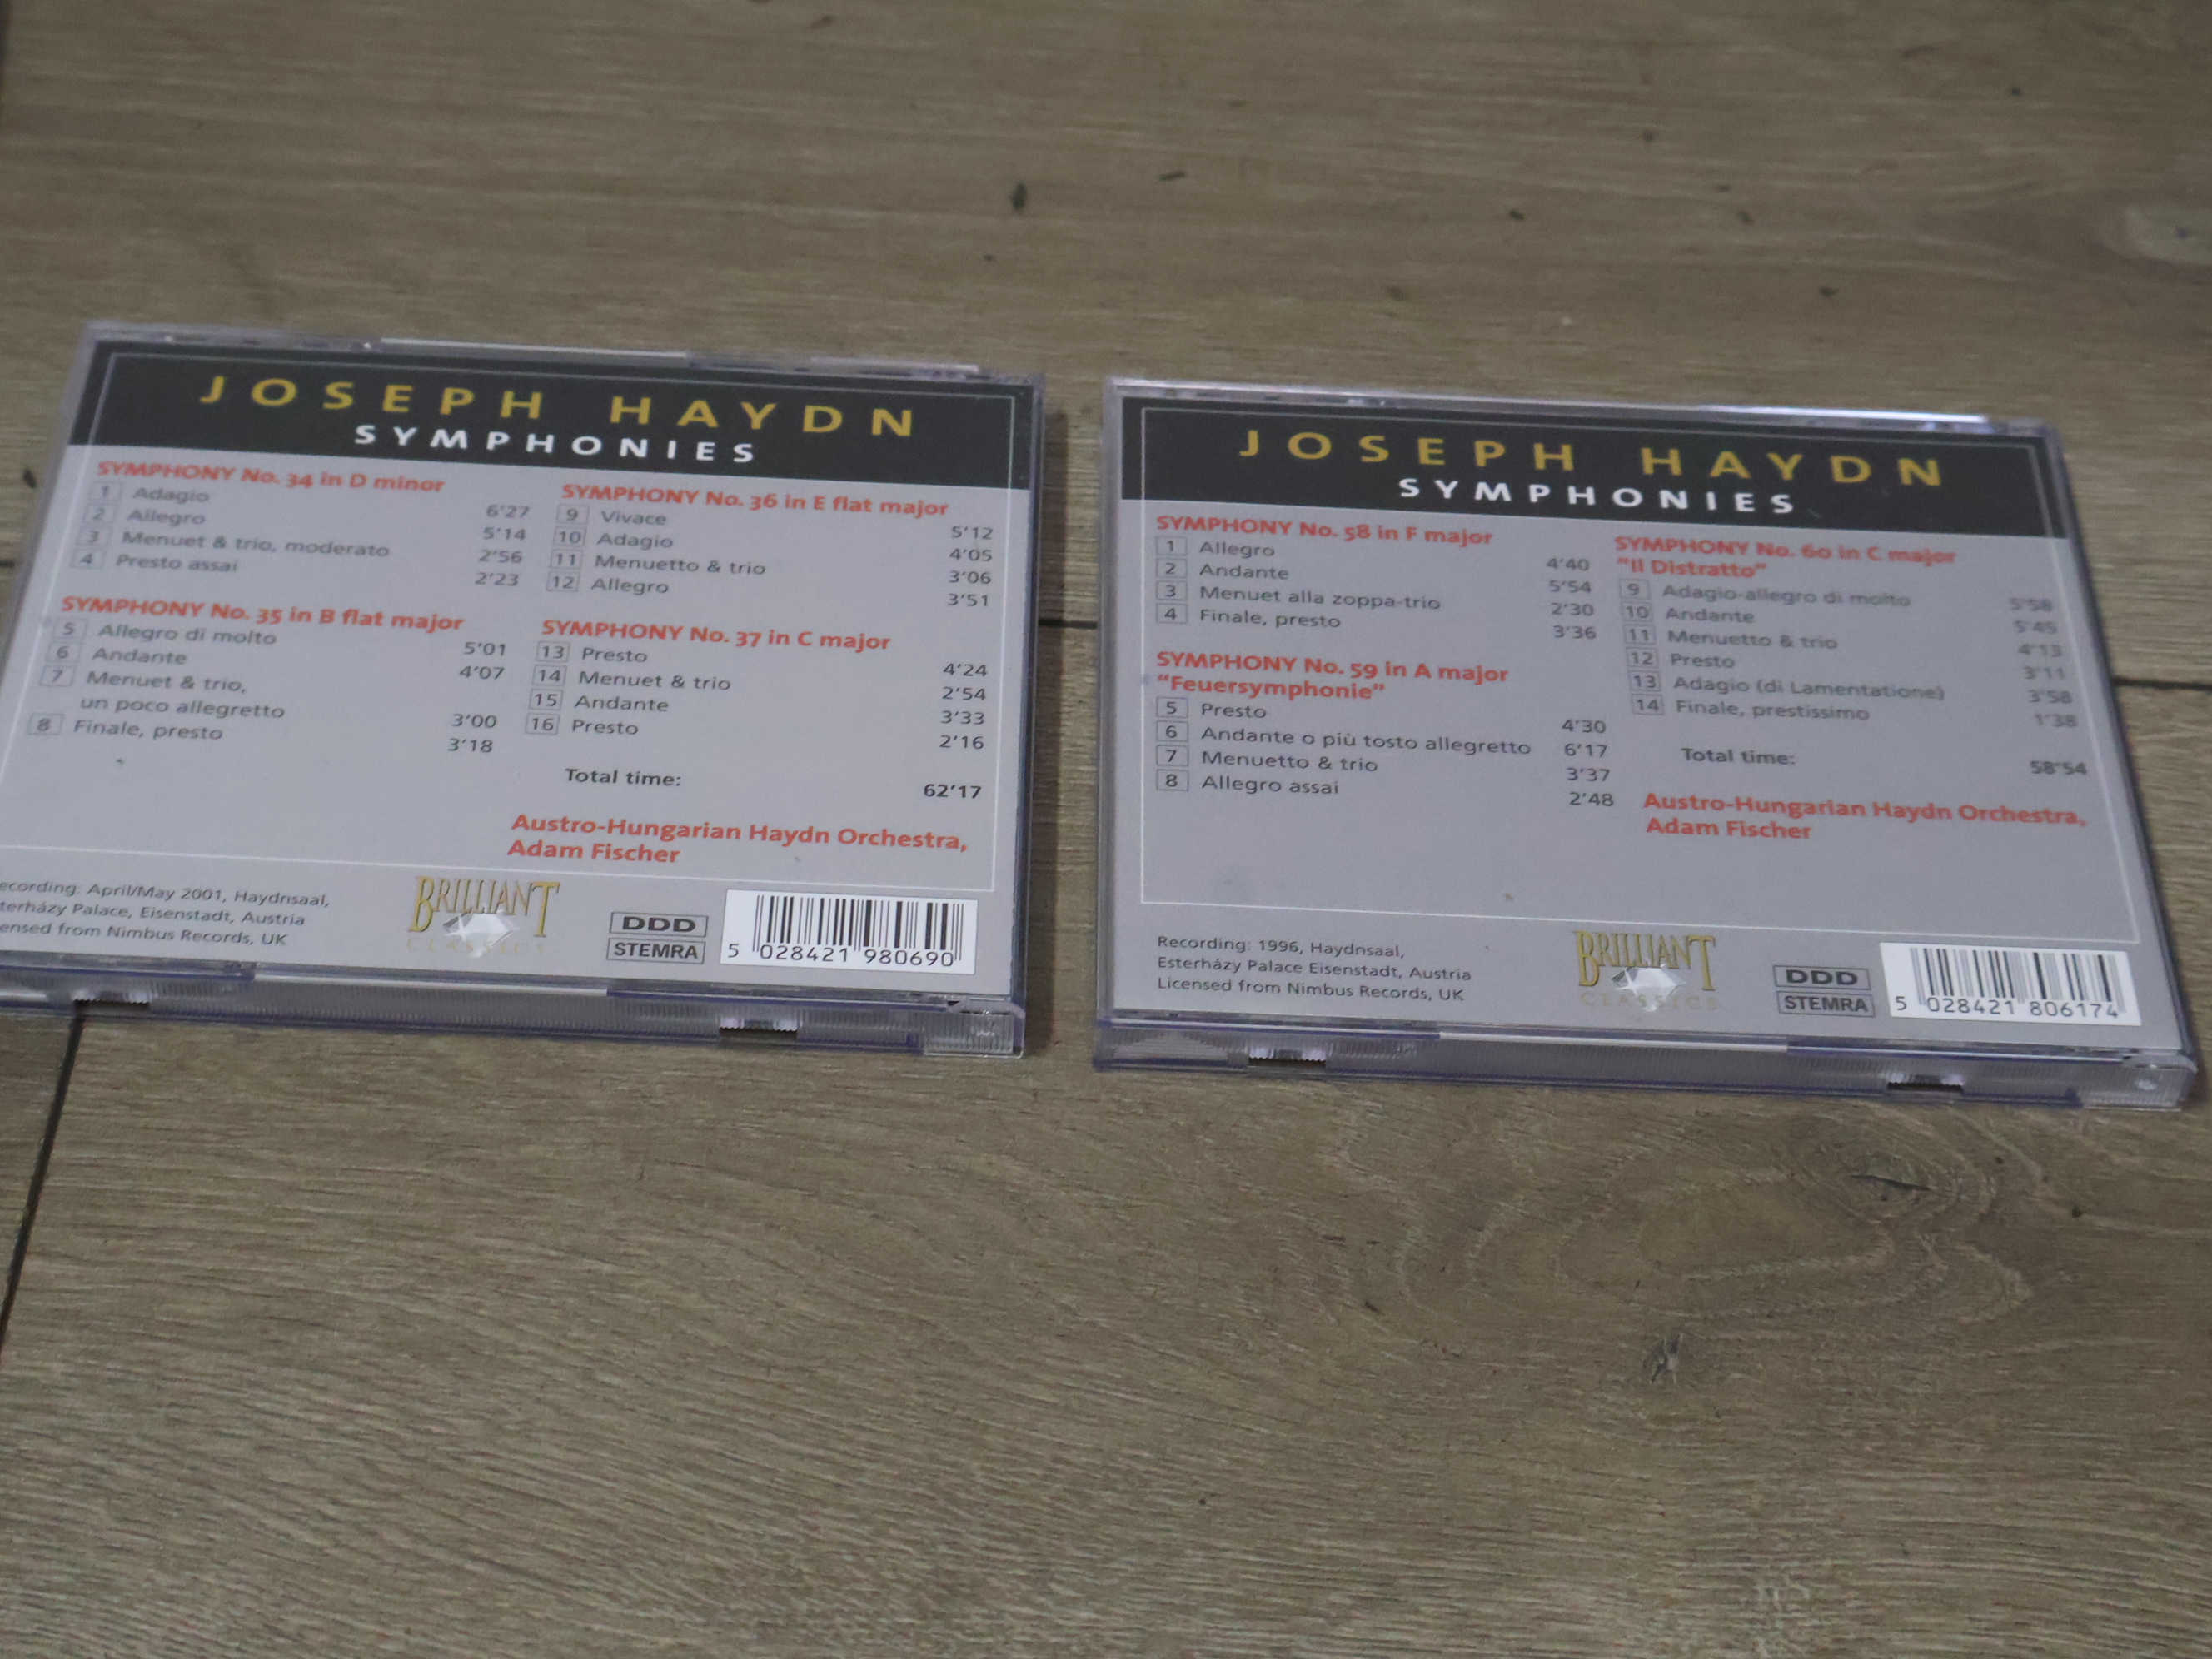 JOSEPH HAYDN
SYMPHONIES
SYMPHONY No. 34 in D minor
1 Adagio 6'27
2 Allegro 5'14
3 Menuet & trio, moderato 2'56
4 Presto assai 2'23
SYMPHONY No. 35 in B flat major
5 Allegro di molto 5'01
6 Andante 4'07
7 Menuet & trio,
un poco allegretto 3'00
8 Finale, presto 3'18
SYMPHONY No. 36 in E flat major
9 Vivace 5'12
10 Adagio 4'05
11 Menuetto & trio 3'06
12 Allegro 3'51
SYMPHONY No. 37 in C major
13 Presto 4'24
14 Menuet & trio 2'54
15 Andante 3'33
16 Presto 2'16
Total time: 62'17
Austro-Hungarian Haydn Orchestra,
Adam Fischer
ecording: April/May 2001, Haydnsaal,
terházy Palace, Eisenstadt, Austria
ensed from Nimbus Records, UK
BRILLIANT
CLASSICS
DDD
STEMRA
5 028421 980690
JOSEPH HAYDN
SYMPHONIES
SYMPHONY No. 58 in F major
1 Allegro 4'40
2 Andante 5'54
3 Menuet alla zoppa-trio 2'30
4 Finale, presto 3'36
SYMPHONY No. 59 in A major
"Feuersymphonie"
5 Presto 4'30
6 Andante o più tosto allegretto 6'17
7 Menuetto & trio 3'37
8 Allegro assai 2'48
SYMPHONY No. 60 in C major
"Il Distratto"
9 Adagio-allegro di molto 5'58
10 Andante 5'45
11 Menuetto & trio 4'13
12 Presto 3'11
13 Adagio (di Lamentatione) 3'58
14 Finale, prestissimo 1'38
Total time: 58'54
Austro-Hungarian Haydn Orchestra,
Adam Fischer
Recording: 1996, Haydnsaal,
Esterházy Palace Eisenstadt, Austria
Licensed from Nimbus Records, UK
BRILLIANT
CLASSICS
DDD
STEMRA
5 028421 806174